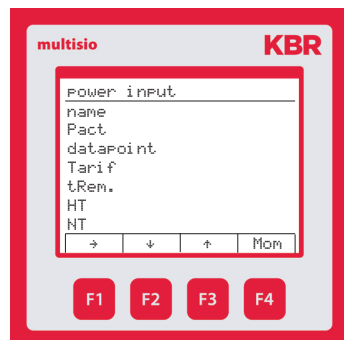 multisio KBR
power input
name
Pact
datapoint
Tarif
tRem.
HT
NT
→ ↓ ↑ Mom
F1 F2 F3 F4